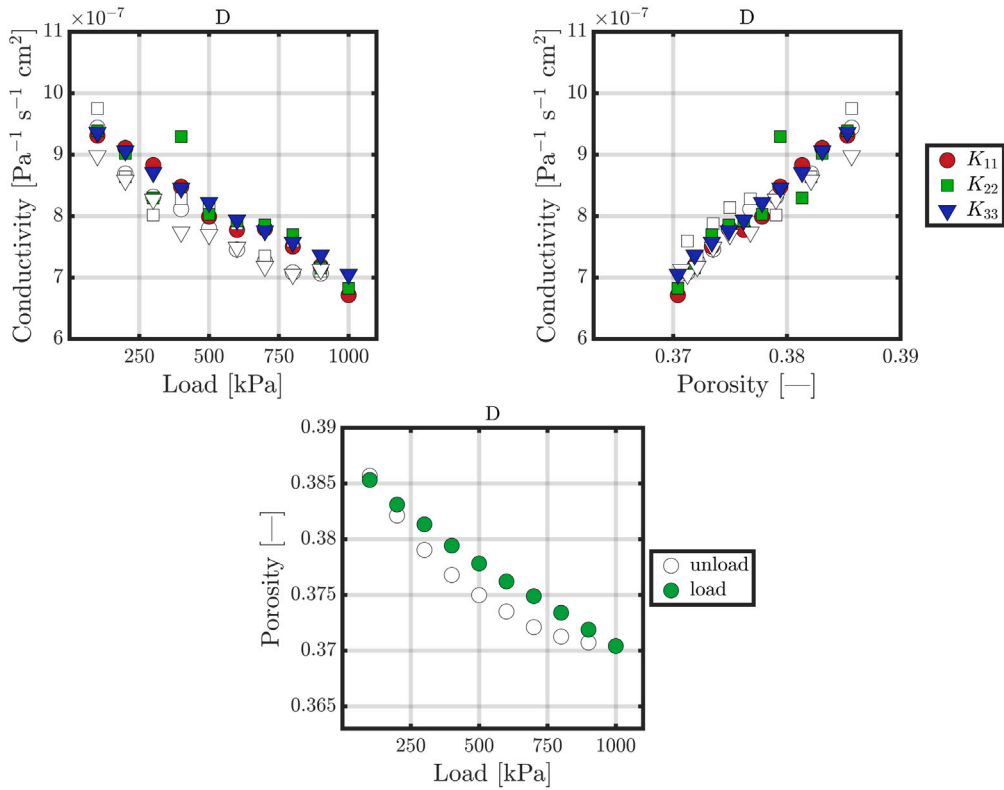 ×10⁻⁷
D
11
10
9
8
7
6
Conductivity [Pa⁻¹ s⁻¹ cm²]
250 500 750 1000
Load [kPa]
×10⁻⁷
D
11
10
9
8
7
6
Conductivity [Pa⁻¹ s⁻¹ cm²]
0.37 0.38 0.39
Porosity [—]
K₁₁
K₂₂
K₃₃
D
0.39
0.385
0.38
0.375
0.37
0.365
Porosity [—]
250 500 750 1000
Load [kPa]
unload
load